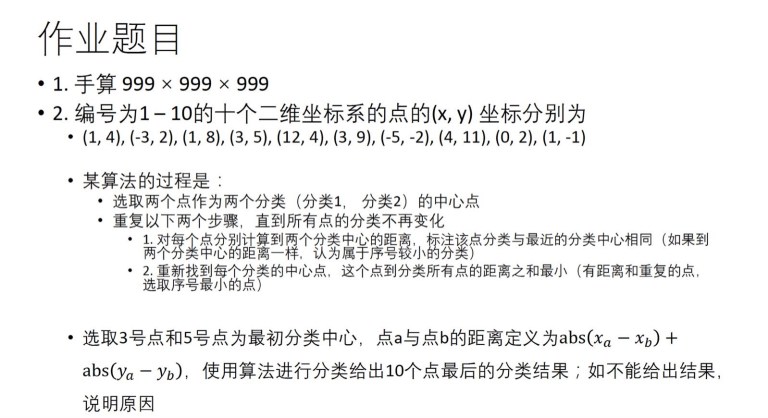 作业题目
• 1. 手算 999 × 999 × 999
• 2. 编号为1 – 10的十个二维坐标系的点的(x, y) 坐标分别为
• (1, 4), (-3, 2), (1, 8), (3, 5), (12, 4), (3, 9), (-5, -2), (4, 11), (0, 2), (1, -1)
• 某算法的过程是：
• 选取两个点作为两个分类（分类1， 分类2）的中心点
• 重复以下两个步骤，直到所有点的分类不再变化
• 1. 对每个点分别计算到两个分类中心的距离，标注该点分类与最近的分类中心相同（如果到
两个分类中心的距离一样，认为属于序号较小的分类）
• 2. 重新找到每个分类的中心点，这个点到分类所有点的距离之和最小（有距离和重复的点，
选取序号最小的点）
• 选取3号点和5号点为最初分类中心，点a与点b的距离定义为abs(xₐ − x_b) +
abs(yₐ − y_b)，使用算法进行分类给出10个点最后的分类结果；如不能给出结果，
说明原因